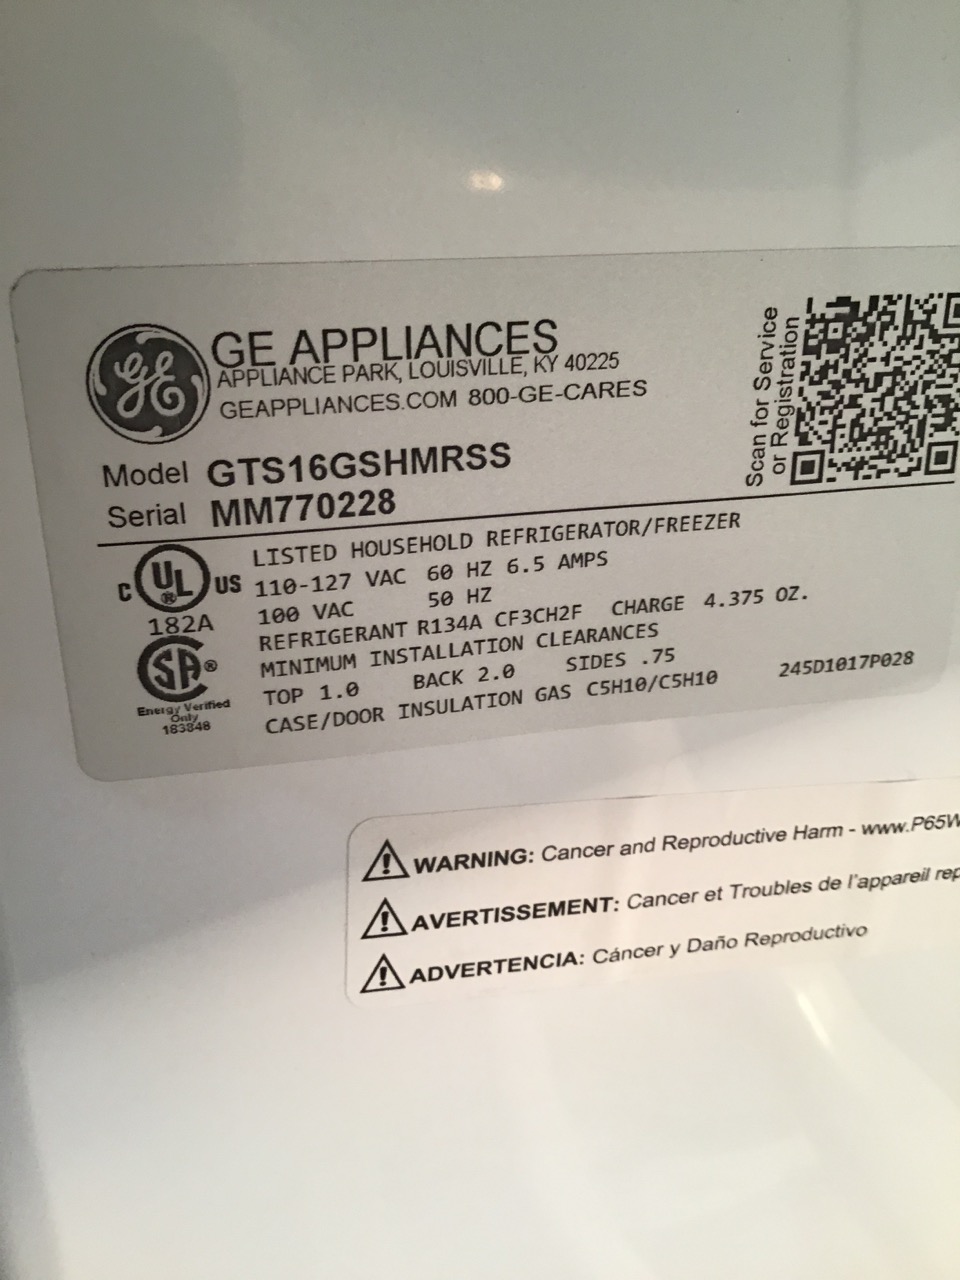 GE
GE APPLIANCES
APPLIANCE PARK, LOUISVILLE, KY 40225
GEAPPLIANCES.COM 800-GE-CARES
Scan for Service
or Registration
Model GTS16GSHMRSS
Serial MM770228
C UL® US
182A
SA®
Energy Verified
Only
183848
LISTED HOUSEHOLD REFRIGERATOR/FREEZER
110-127 VAC 60 HZ 6.5 AMPS
100 VAC 50 HZ
REFRIGERANT R134A CF3CH2F CHARGE 4.375 OZ.
MINIMUM INSTALLATION CLEARANCES
TOP 1.0 BACK 2.0 SIDES .75
CASE/DOOR INSULATION GAS C5H10/C5H10 245D1017P028
WARNING: Cancer and Reproductive Harm - www.P65W
AVERTISSEMENT: Cancer et Troubles de l'appareil rep
ADVERTENCIA: Cáncer y Daño Reproductivo